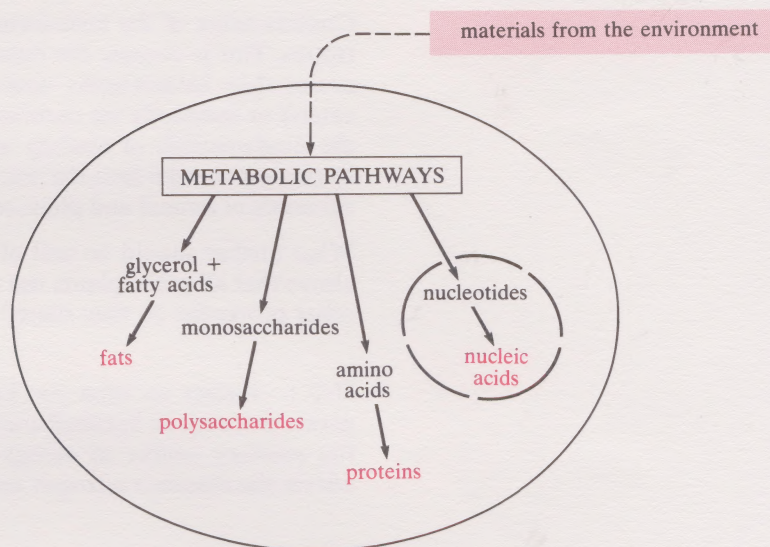 materials from the environment
METABOLIC PATHWAYS
glycerol +
fatty acids
fats
monosaccharides
polysaccharides
amino
acids
proteins
nucleotides
nucleic
acids